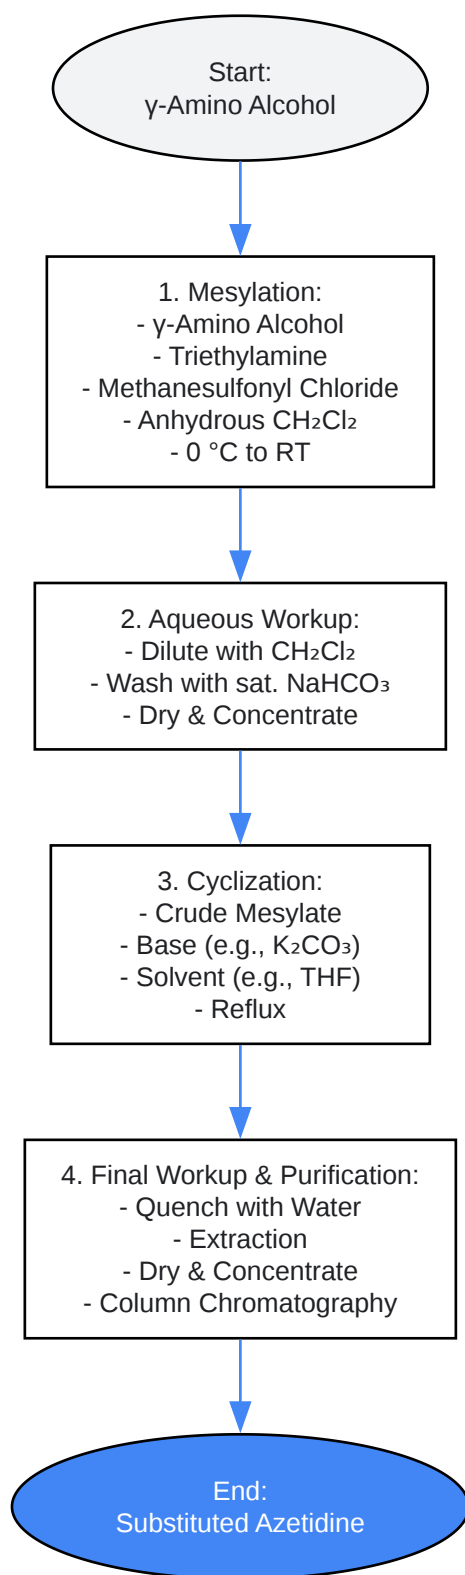 Start:
γ-Amino Alcohol
1. Mesylation:
- γ-Amino Alcohol
- Triethylamine
- Methanesulfonyl Chloride
- Anhydrous CH₂Cl₂
- 0 °C to RT
2. Aqueous Workup:
- Dilute with CH₂Cl₂
- Wash with sat. NaHCO₃
- Dry & Concentrate
3. Cyclization:
- Crude Mesylate
- Base (e.g., K₂CO₃)
- Solvent (e.g., THF)
- Reflux
4. Final Workup & Purification:
- Quench with Water
- Extraction
- Dry & Concentrate
- Column Chromatography
End:
Substituted Azetidine